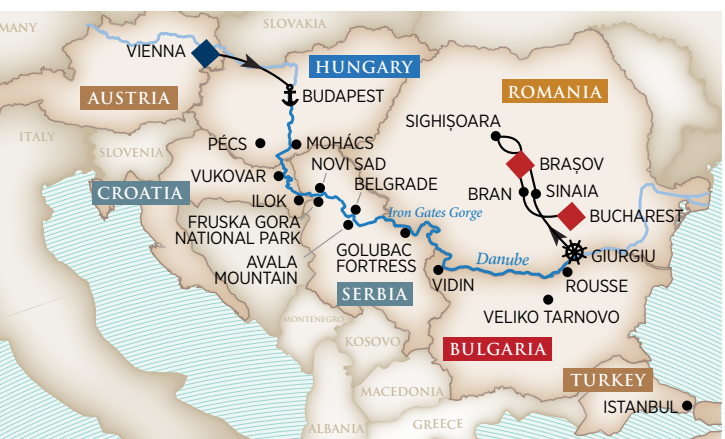 MANY
SLOVAKIA
VIENNA
HUNGARY
AUSTRIA
BUDAPEST
ROMANIA
SIGHIȘOARA
ITALY
SLOVENIA
PÉCS
MOHÁCS
NOVI SAD
BRAȘOV
VUKOVAR
BELGRADE
CROATIA
ILOK
BRAN
SINAIA
Iron Gates Gorge
BUCHAREST
FRUSKA GORA
NATIONAL PARK
GOLUBAC
FORTRESS
AVALA
MOUNTAIN
Danube
GIURGIU
VIDIN
ROUSSE
SERBIA
VELIKO TARNOVO
MONTENEGRO
KOSOVO
BULGARIA
TURKEY
MACEDONIA
ISTANBUL
ALBANIA
GREECE